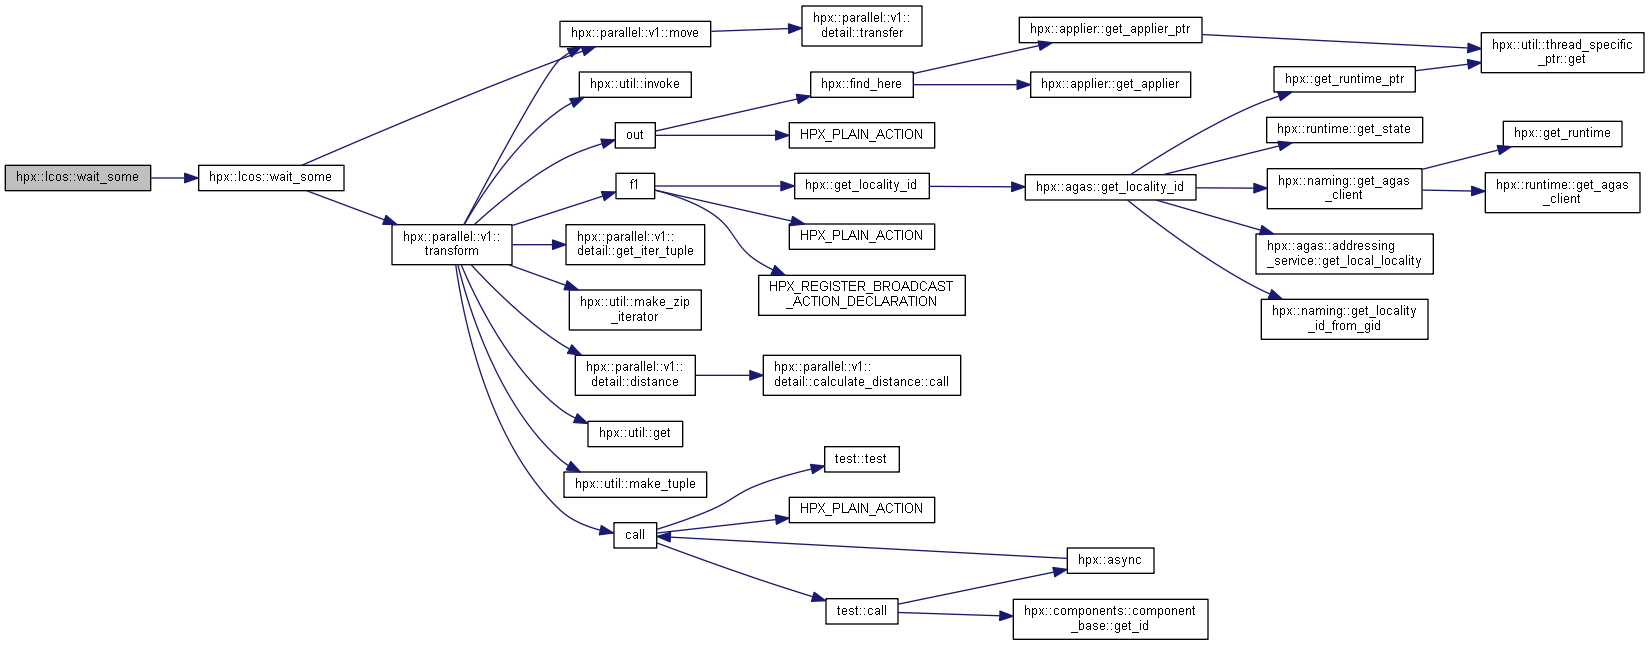 hpx::lcos::wait_some
hpx::lcos::wait_some
hpx::parallel::v1::move
hpx::parallel::v1::
detail::transfer
hpx::parallel::v1::
transform
hpx::util::invoke
out
hpx::find_here
hpx::applier::get_applier_ptr
hpx::util::thread_specific
_ptr::get
hpx::applier::get_applier
HPX_PLAIN_ACTION
f1
hpx::get_locality_id
hpx::agas::get_locality_id
hpx::get_runtime_ptr
hpx::runtime::get_state
hpx::naming::get_agas
_client
hpx::get_runtime
hpx::runtime::get_agas
_client
hpx::agas::addressing
_service::get_local_locality
hpx::naming::get_locality
_id_from_gid
HPX_PLAIN_ACTION
HPX_REGISTER_BROADCAST
_ACTION_DECLARATION
hpx::parallel::v1::
detail::get_iter_tuple
hpx::util::make_zip
_iterator
hpx::parallel::v1::
detail::distance
hpx::parallel::v1::
detail::calculate_distance::call
hpx::util::get
hpx::util::make_tuple
call
test::test
HPX_PLAIN_ACTION
test::call
hpx::async
hpx::components::component
_base::get_id